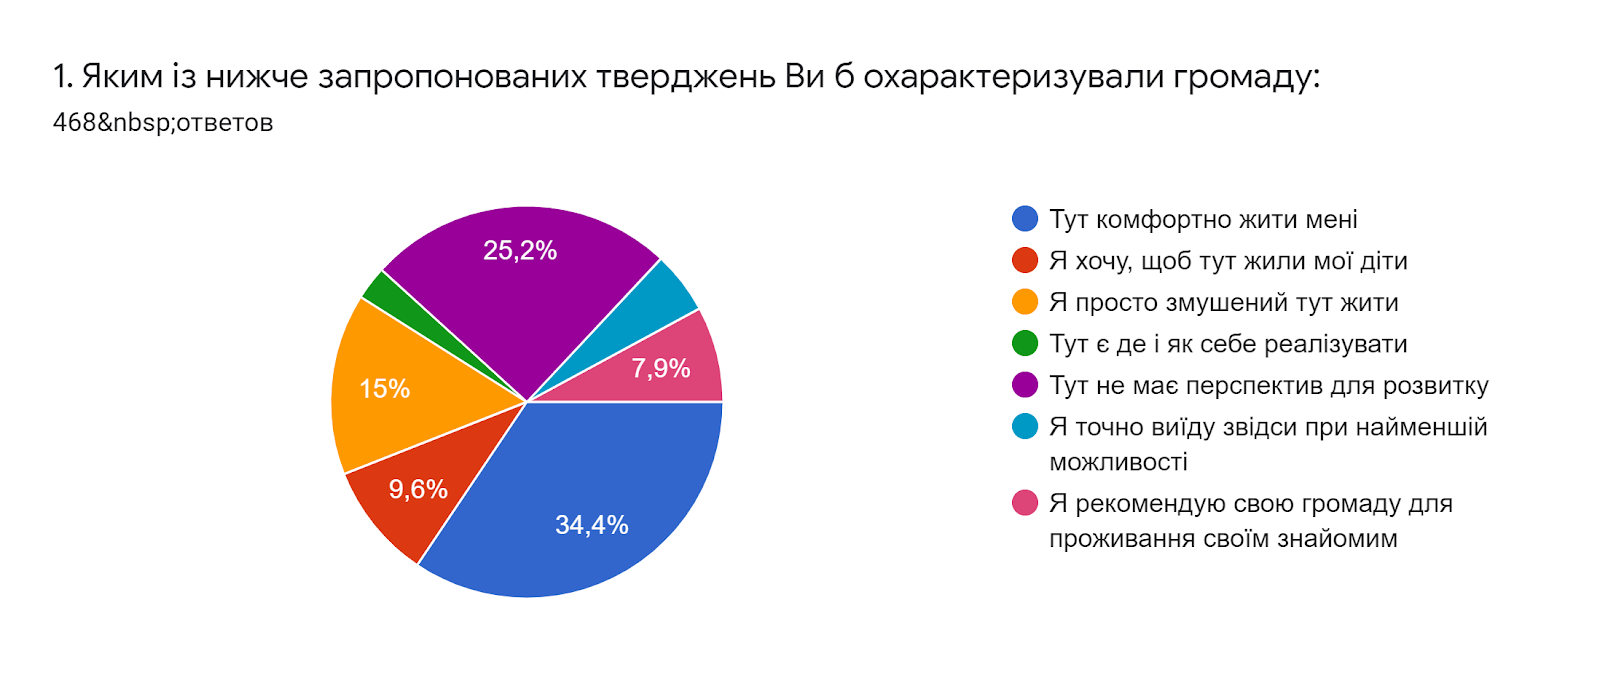 1. Яким із нижче запропонованих тверджень Ви б охарактеризували громаду:
468&nbsp;ответов
25,2%
7,9%
15%
9,6%
34,4%
Тут комфортно жити мені
Я хочу, щоб тут жили мої діти
Я просто змушений тут жити
Тут є де і як себе реалізувати
Тут не має перспектив для розвитку
Я точно виїду звідси при найменшій
можливості
Я рекомендую свою громаду для
проживання своїм знайомим